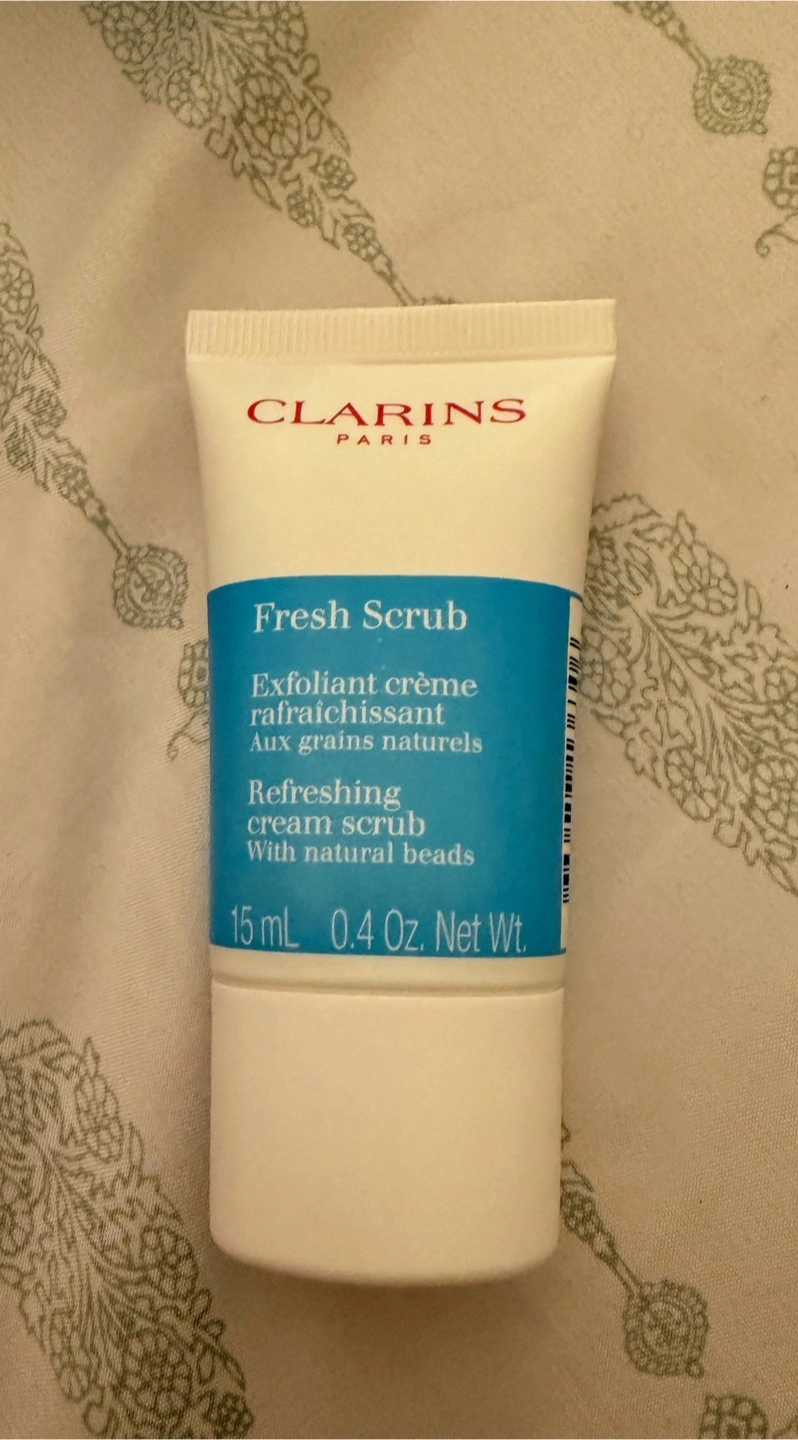 CLARINS
PARIS
Fresh Scrub
Exfoliant crème
rafraîchissant
Aux grains naturels
Refreshing
cream scrub
With natural beads
15 mL 0.4 Oz. Net Wt.